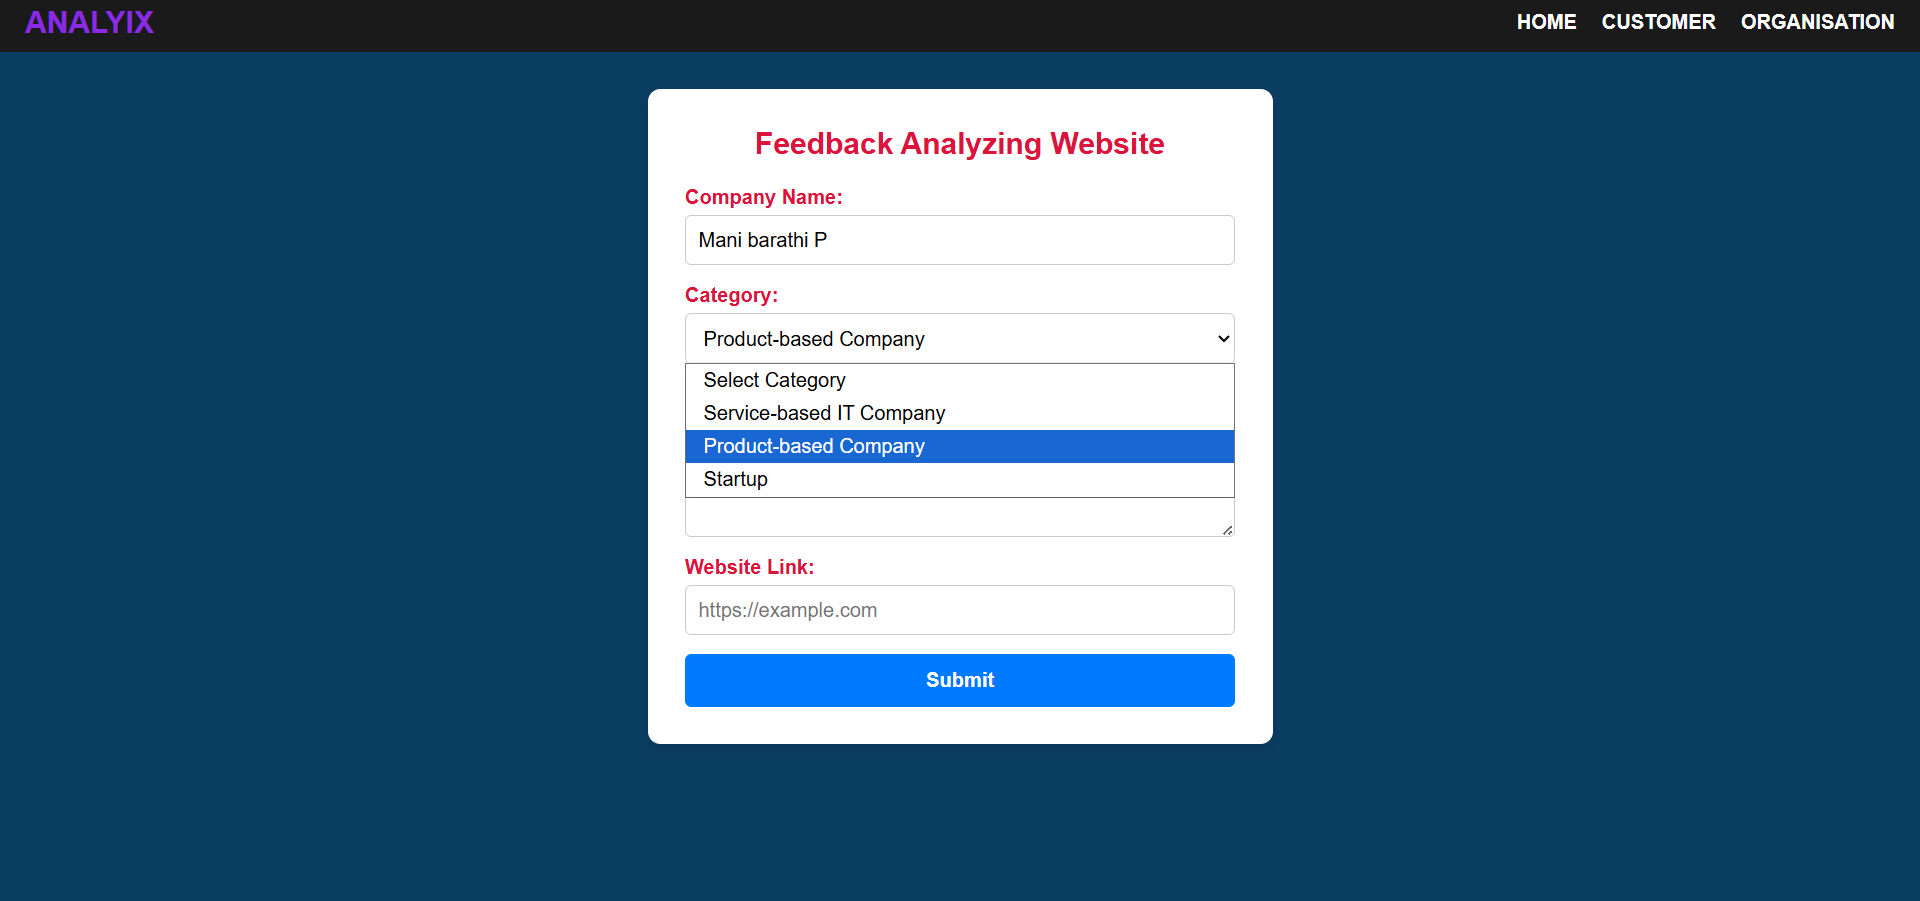 ANALYIX
HOME CUSTOMER ORGANISATION
Feedback Analyzing Website
Company Name:
Mani barathi P
Category:
Product-based Company
Select Category
Service-based IT Company
Product-based Company
Startup
Website Link:
https://example.com
Submit